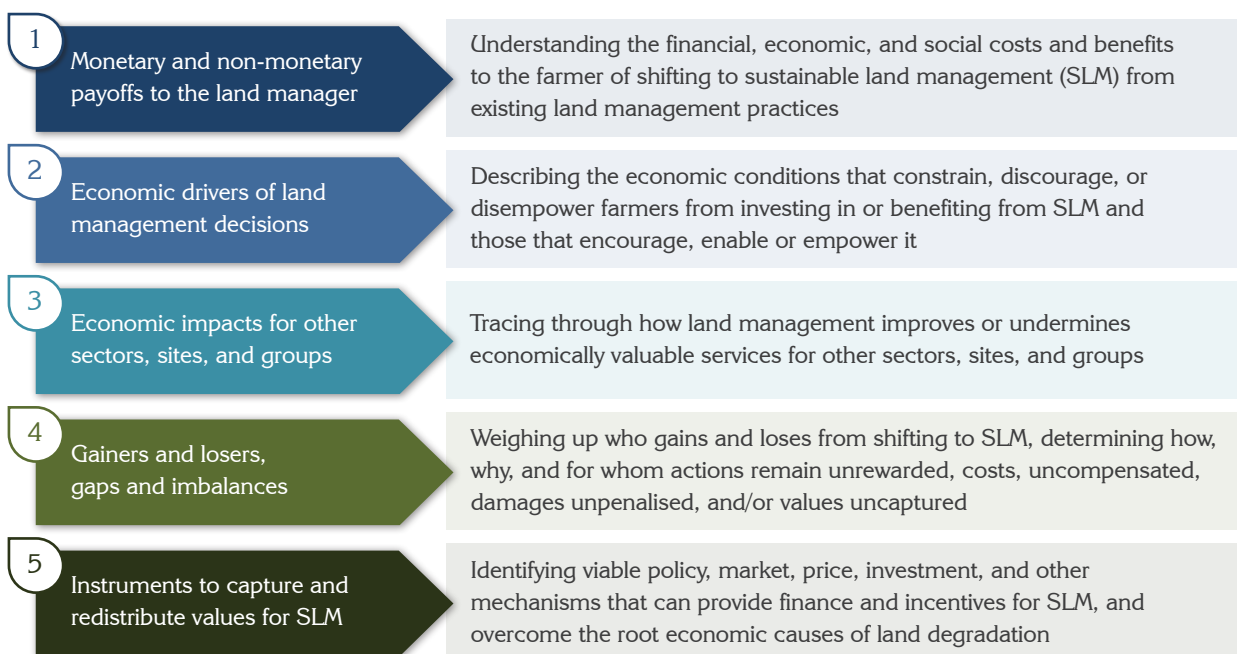 1
Monetary and non-monetary
payoffs to the land manager
Understanding the financial, economic, and social costs and benefits
to the farmer of shifting to sustainable land management (SLM) from
existing land management practices
2
Economic drivers of land
management decisions
Describing the economic conditions that constrain, discourage, or
disempower farmers from investing in or benefiting from SLM and
those that encourage, enable or empower it
3
Economic impacts for other
sectors, sites, and groups
Tracing through how land management improves or undermines
economically valuable services for other sectors, sites, and groups
4
Gainers and losers,
gaps and imbalances
Weighing up who gains and loses from shifting to SLM, determining how,
why, and for whom actions remain unrewarded, costs, uncompensated,
damages unpenalised, and/or values uncaptured
5
Instruments to capture and
redistribute values for SLM
Identifying viable policy, market, price, investment, and other
mechanisms that can provide finance and incentives for SLM, and
overcome the root economic causes of land degradation